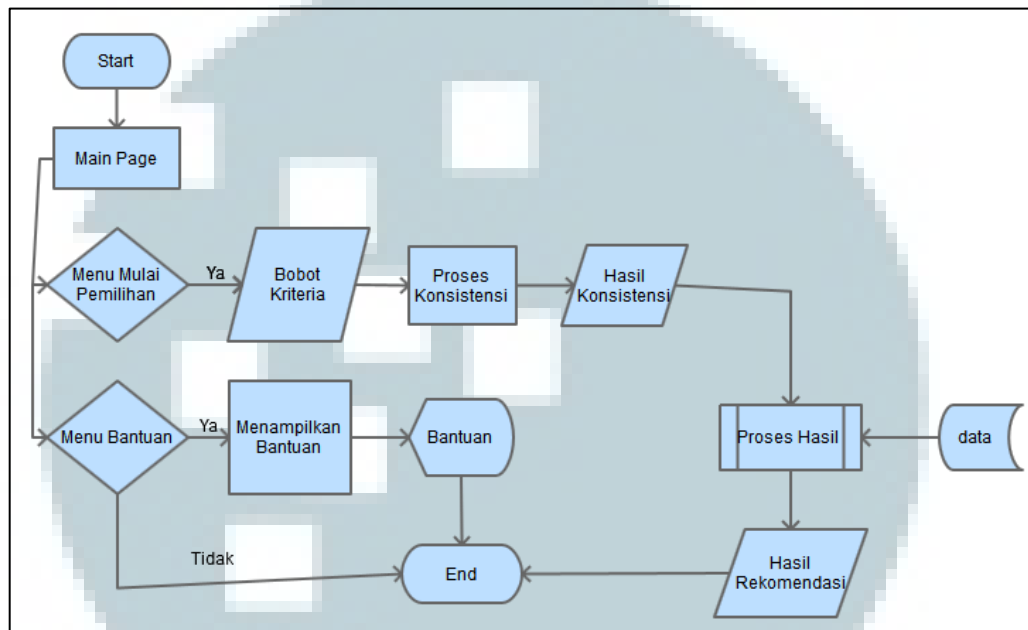 Start
Main Page
Menu Mulai
Pemilihan
Ya
Bobot
Kriteria
Proses
Konsistensi
Hasil
Konsistensi
Menu Bantuan
Ya
Menampilkan
Bantuan
Bantuan
Proses Hasil
data
Tidak
End
Hasil
Rekomendasi